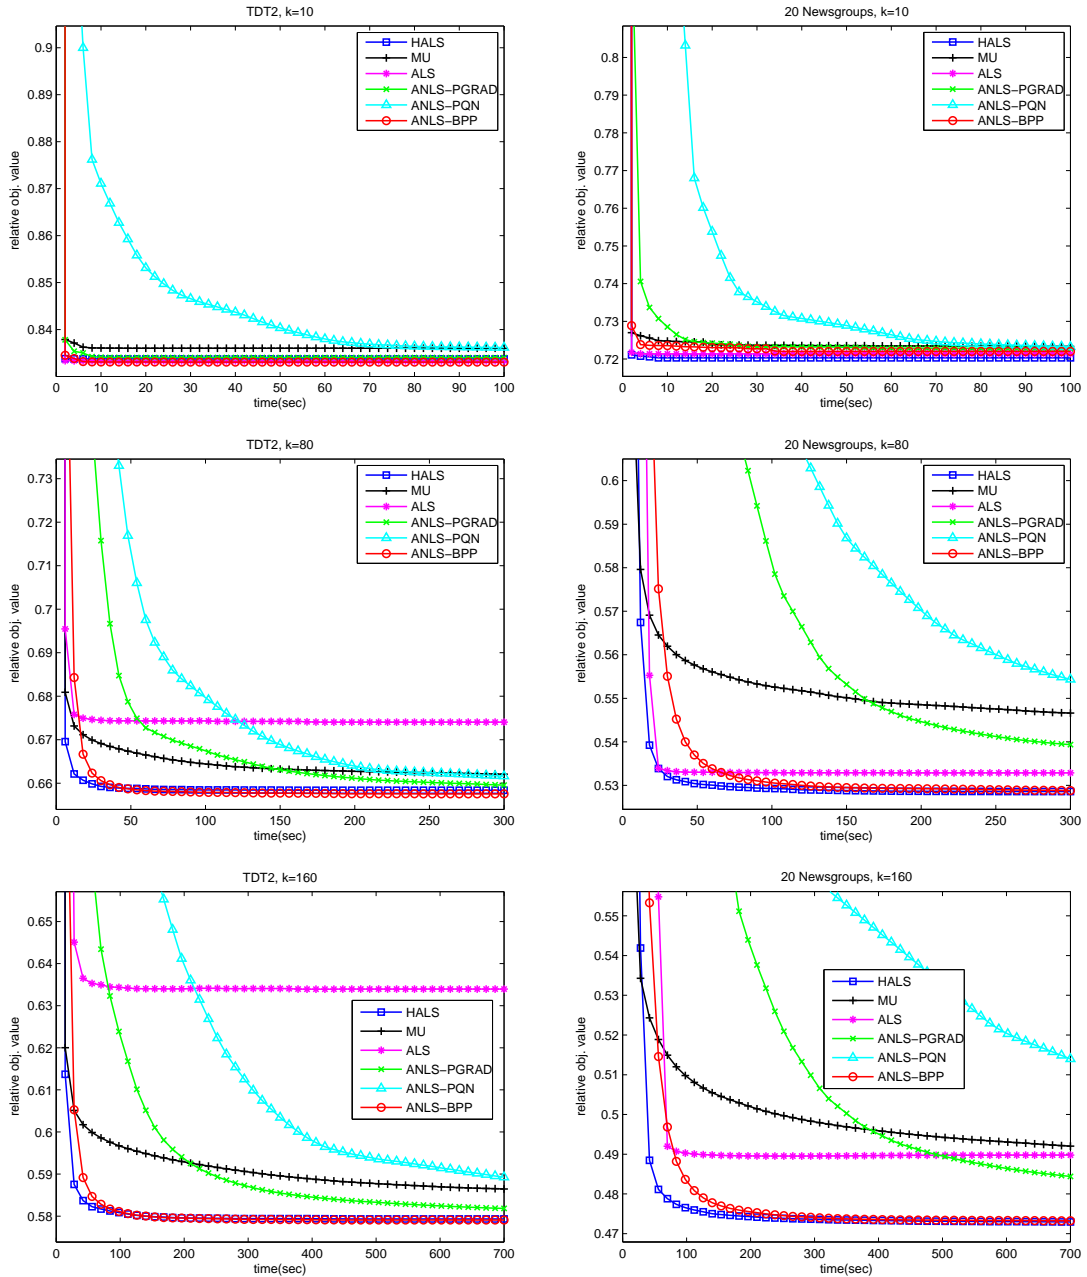 TDT2, k=10
0.9
0.89
0.88
0.87
0.86
0.85
0.84
relative obj. value
0 10 20 30 40 50 60 70 80 90 100
time(sec)
HALS
MU
ALS
ANLS-PGRAD
ANLS-PQN
ANLS-BPP
20 Newsgroups, k=10
0.8
0.79
0.78
0.77
0.76
0.75
0.74
0.73
0.72
relative obj. value
0 10 20 30 40 50 60 70 80 90 100
time(sec)
HALS
MU
ALS
ANLS-PGRAD
ANLS-PQN
ANLS-BPP
TDT2, k=80
0.73
0.72
0.71
0.7
0.69
0.68
0.67
0.66
relative obj. value
0 50 100 150 200 250 300
time(sec)
HALS
MU
ALS
ANLS-PGRAD
ANLS-PQN
ANLS-BPP
20 Newsgroups, k=80
0.6
0.59
0.58
0.57
0.56
0.55
0.54
0.53
relative obj. value
0 50 100 150 200 250 300
time(sec)
HALS
MU
ALS
ANLS-PGRAD
ANLS-PQN
ANLS-BPP
TDT2, k=160
0.65
0.64
0.63
0.62
0.61
0.6
0.59
0.58
relative obj. value
0 100 200 300 400 500 600 700
time(sec)
HALS
MU
ALS
ANLS-PGRAD
ANLS-PQN
ANLS-BPP
20 Newsgroups, k=160
0.55
0.54
0.53
0.52
0.51
0.5
0.49
0.48
0.47
relative obj. value
0 100 200 300 400 500 600 700
time(sec)
HALS
MU
ALS
ANLS-PGRAD
ANLS-PQN
ANLS-BPP